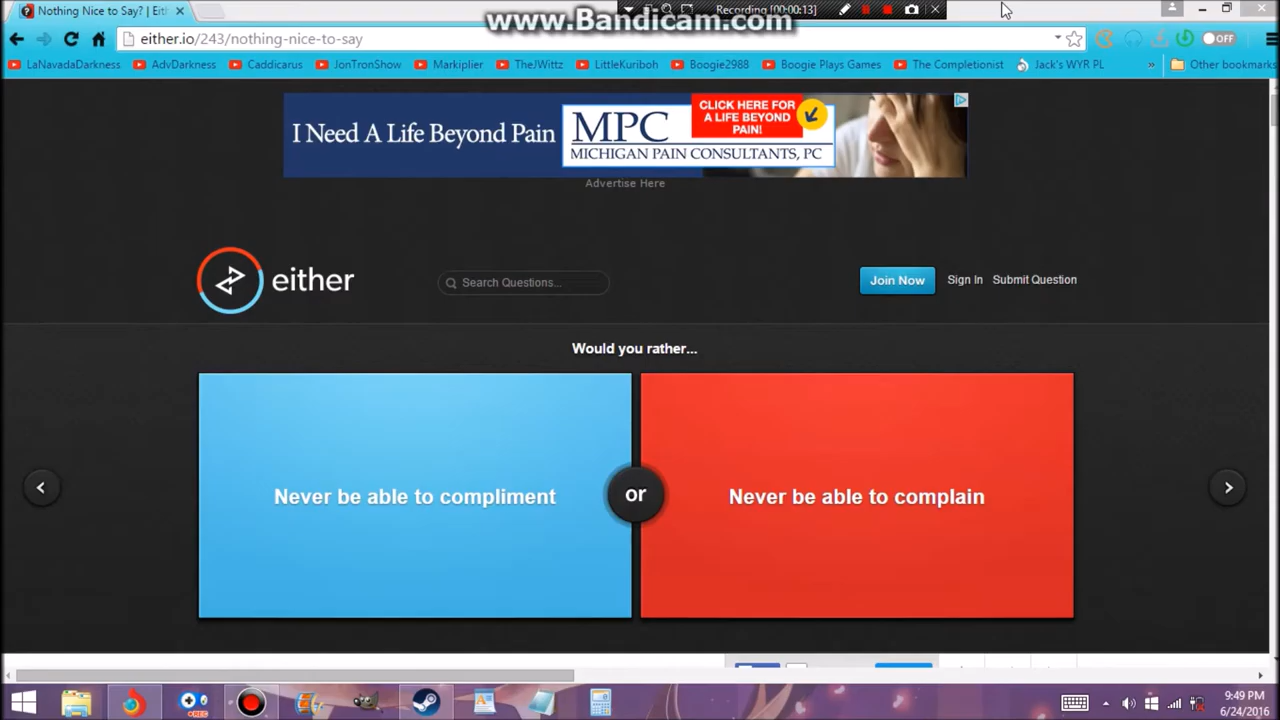 Nothing Nice to Say? | Eith
www.Bandicam.com
Recording [00:00:13]
either.io/243/nothing-nice-to-say
OFF
LaNavadaDarkness
AdvDarkness
Caddicarus
JonTronShow
Markiplier
TheJWittz
LittleKuriboh
Boogie2988
Boogie Plays Games
The Completionist
Jack's WYR PL
»
Other bookmarks
I Need A Life Beyond Pain
MPC
MICHIGAN PAIN CONSULTANTS, PC
CLICK HERE FOR
A LIFE BEYOND
PAIN!
Advertise Here
either
Search Questions...
Join Now
Sign In
Submit Question
Would you rather...
Never be able to compliment
or
Never be able to complain
REC
9:49 PM
6/24/2016